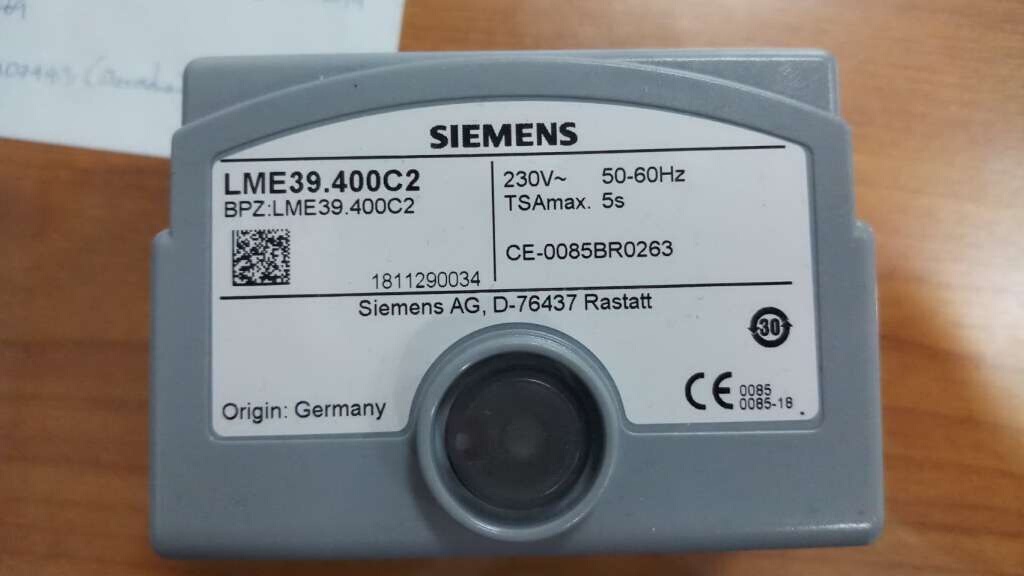 SIEMENS
LME39.400C2
BPZ:LME39.400C2
1811290034
230V~ 50-60Hz
TSAmax. 5s
CE-0085BR0263
Siemens AG, D-76437 Rastatt
30
Origin: Germany
CE 0085
0085-18